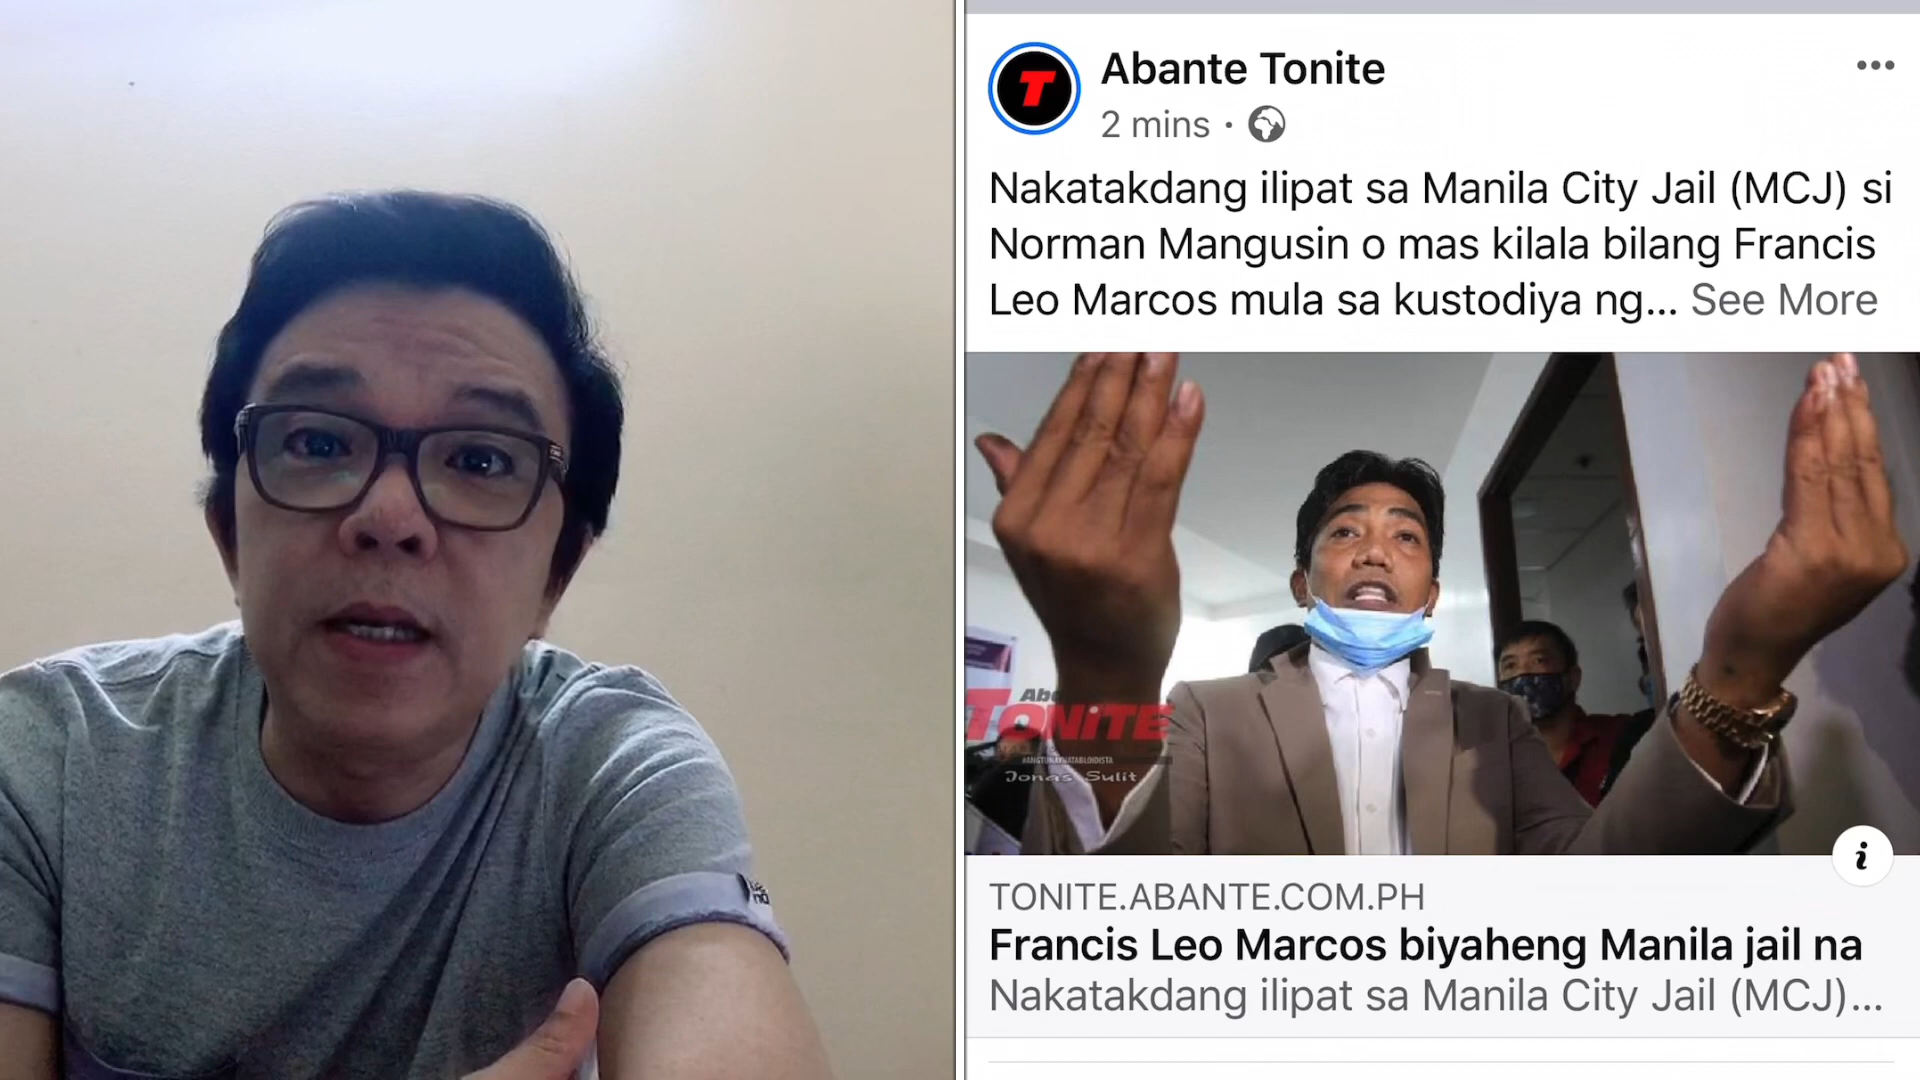 Abante Tonite
2 mins ·
Nakatakdang ilipat sa Manila City Jail (MCJ) si
Norman Mangusin o mas kilala bilang Francis
Leo Marcos mula sa kustodiya ng... See More
TONiTE
#ANGTUNAYNATABLOIDISTA
Jonas Sulit
TONITE.ABANTE.COM.PH
Francis Leo Marcos biyaheng Manila jail na
Nakatakdang ilipat sa Manila City Jail (MCJ)...